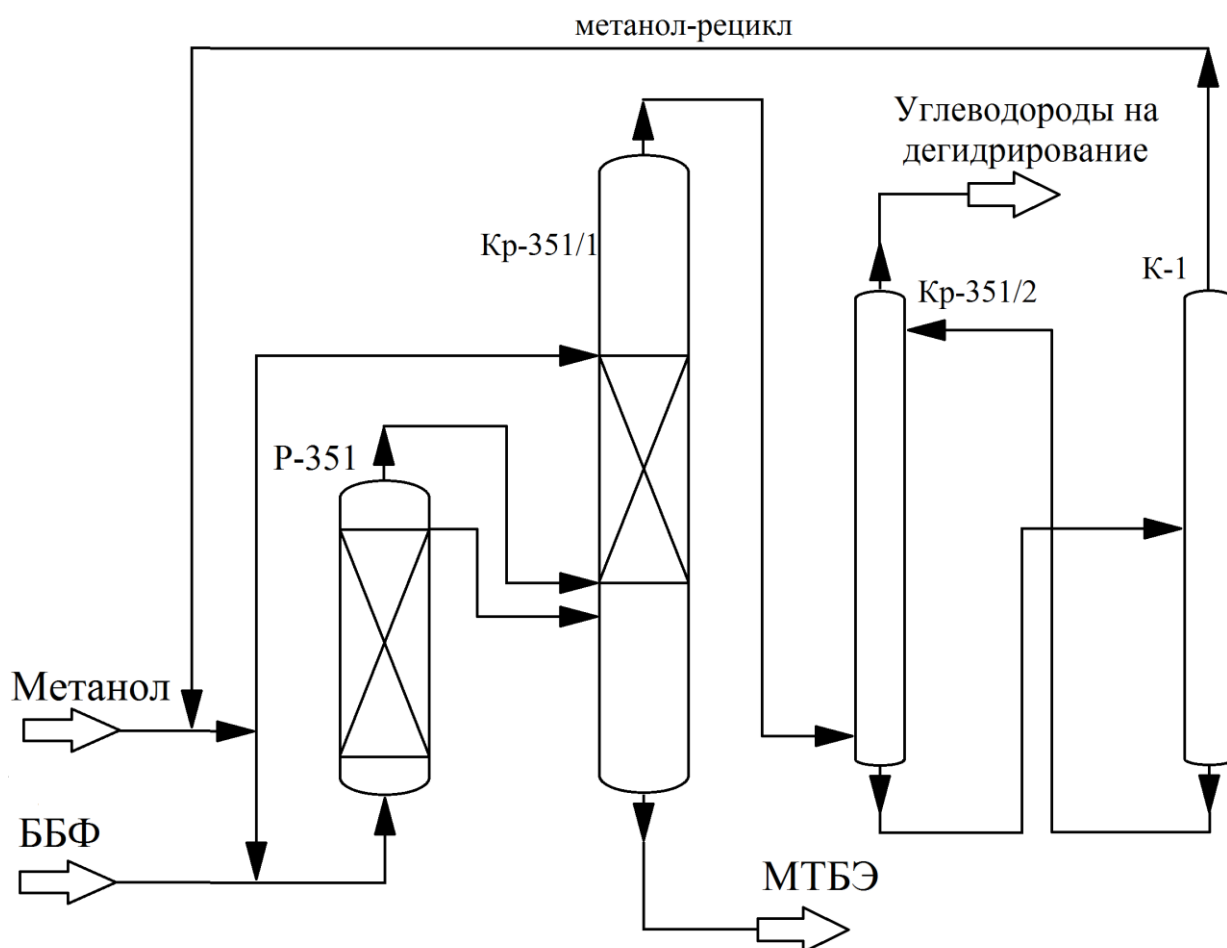 метанол-рецикл
Углеводороды на
дегидрирование
Кр-351/1
К-1
Кр-351/2
Р-351
Метанол
ББФ
МТБЭ